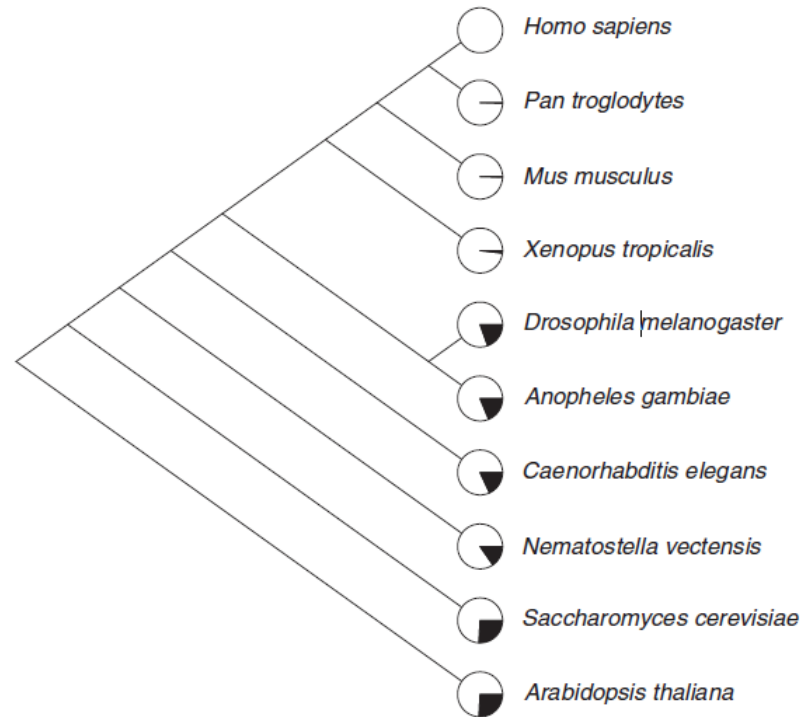 Homo sapiens
Pan troglodytes
Mus musculus
Xenopus tropicalis
Drosophila melanogaster
Anopheles gambiae
Caenorhabditis elegans
Nematostella vectensis
Saccharomyces cerevisiae
Arabidopsis thaliana